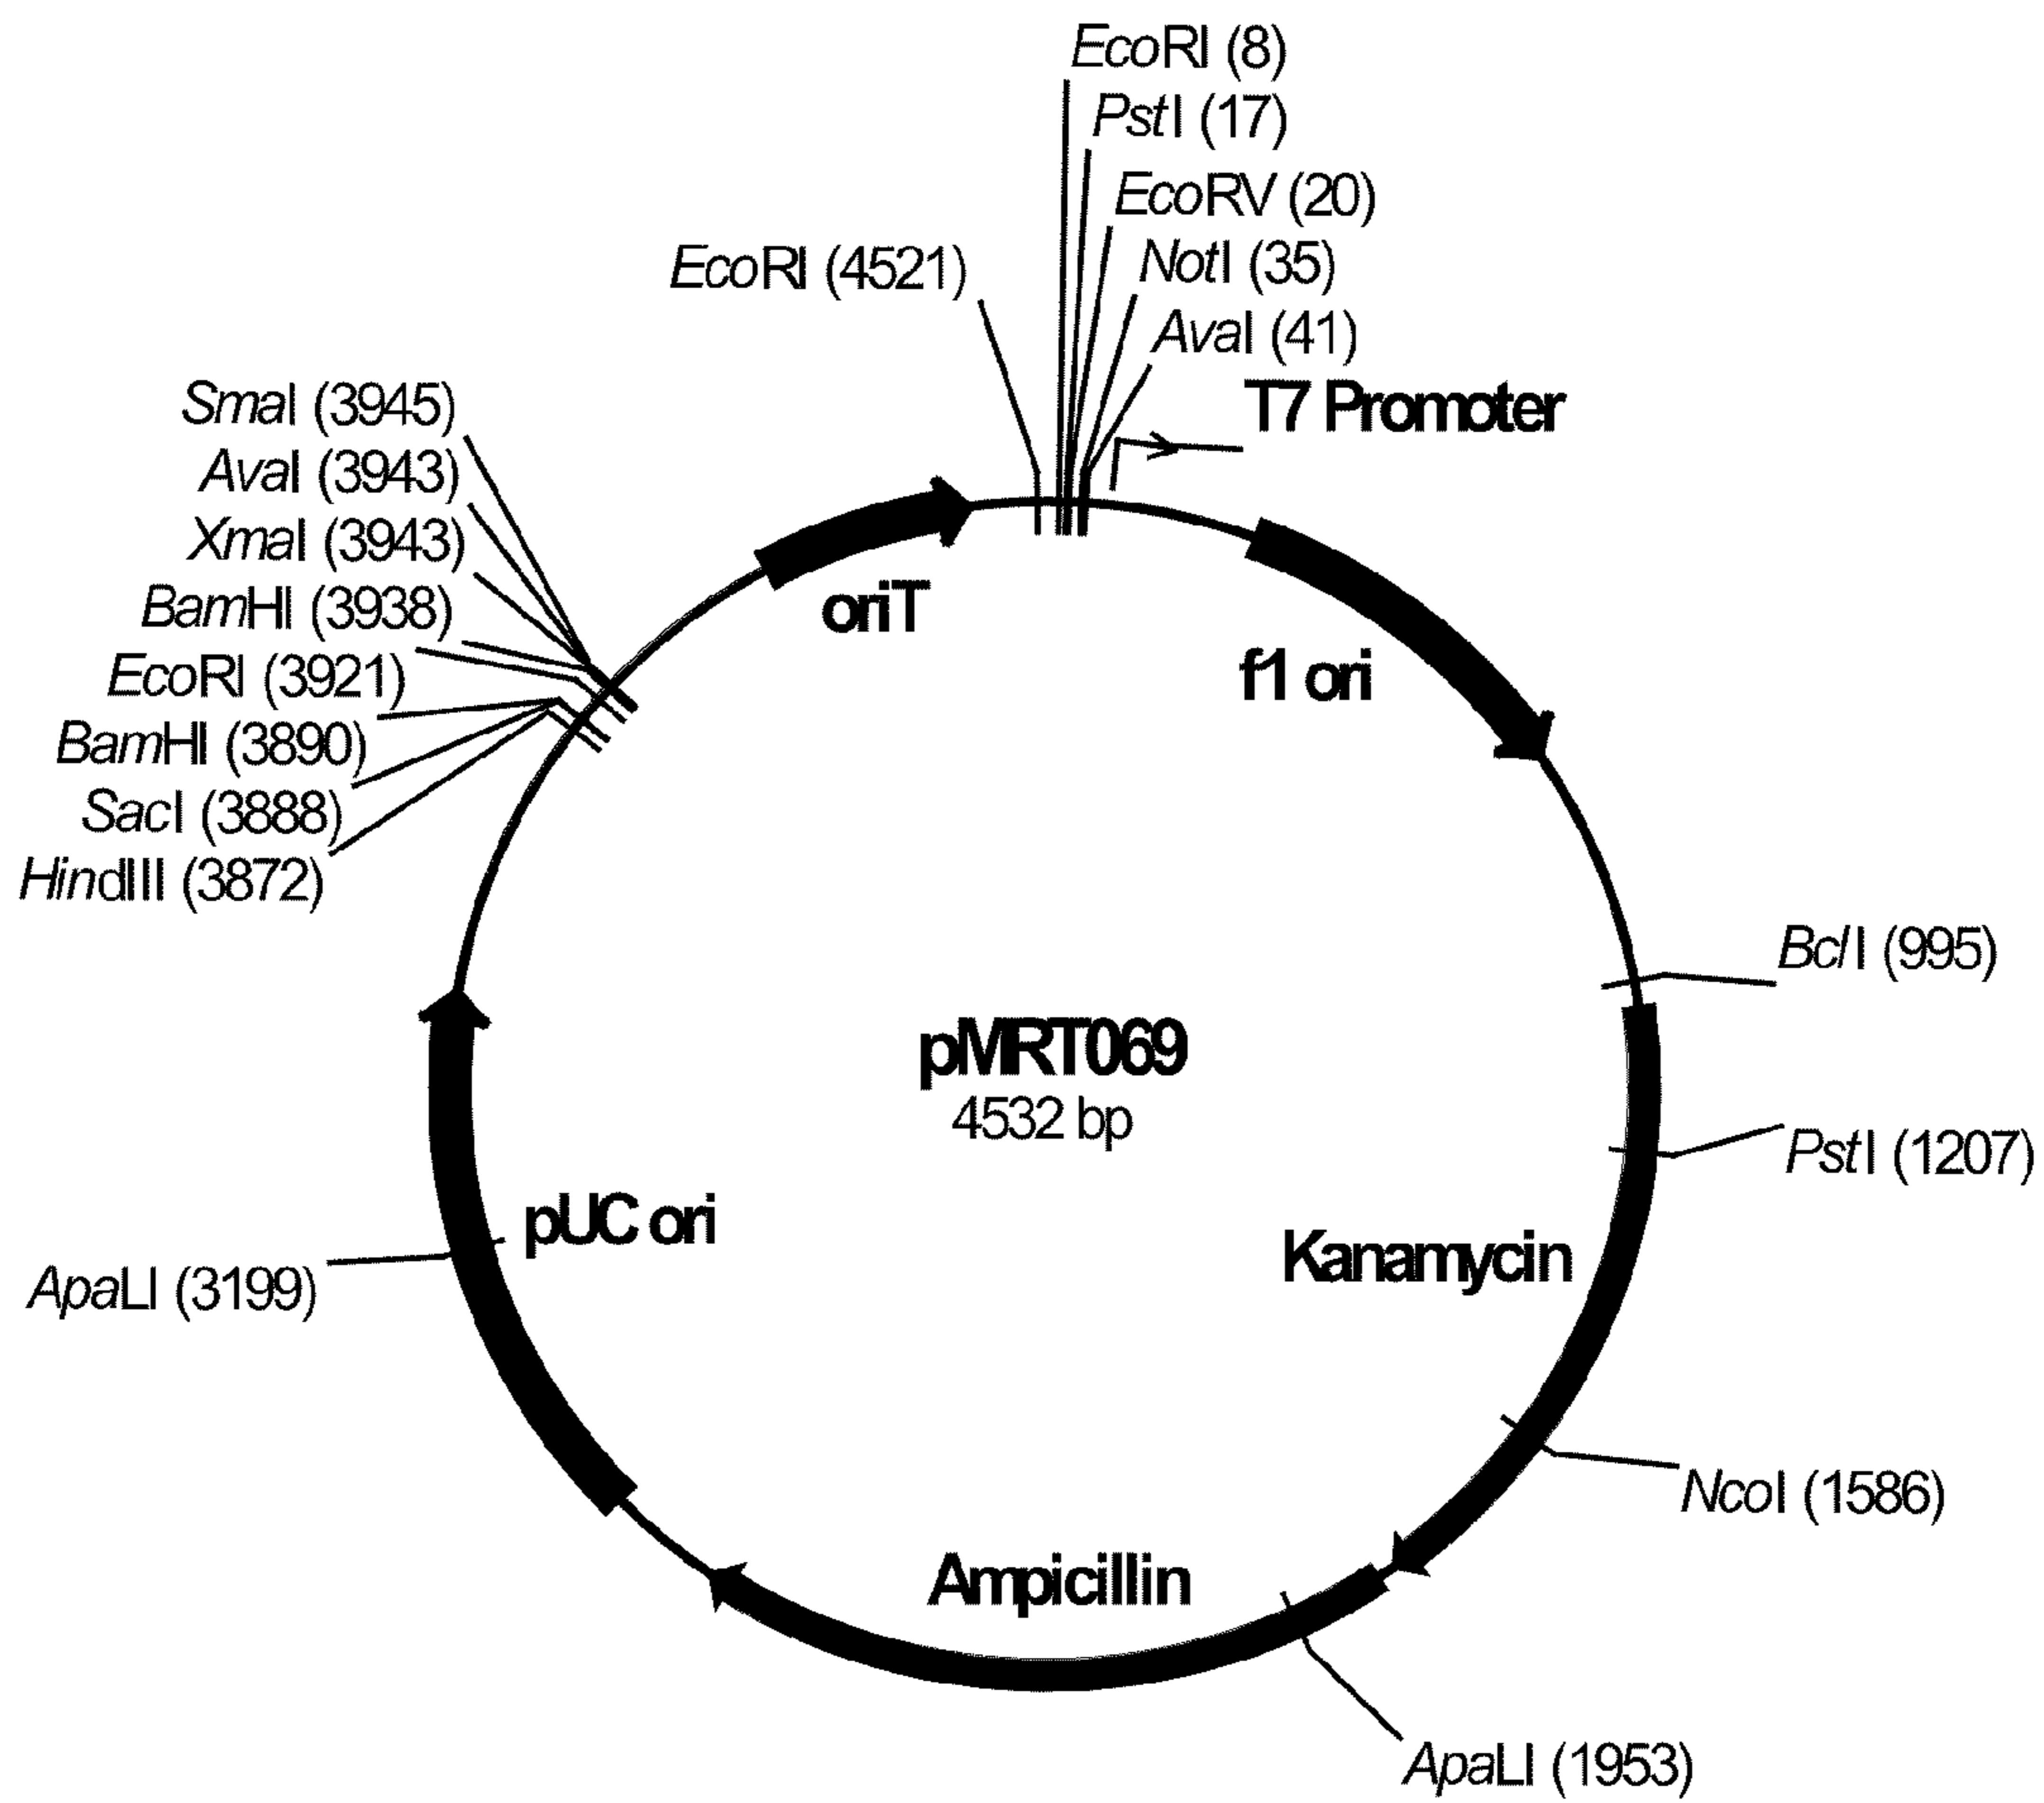 EcoRI (8)
PstI (17)
EcoRV (20)
NotI (35)
AvaI (41)
EcoRI (4521)
T7 Promoter
SmaI (3945)
AvaI (3943)
XmaI (3943)
BamHI (3938)
EcoRI (3921)
BamHI (3890)
SacI (3888)
HindIII (3872)
oriT
f1 ori
BclI (995)
pMRT069
4532 bp
PstI (1207)
pUC ori
Kanamycin
ApaLI (3199)
NcoI (1586)
Ampicillin
ApaLI (1953)